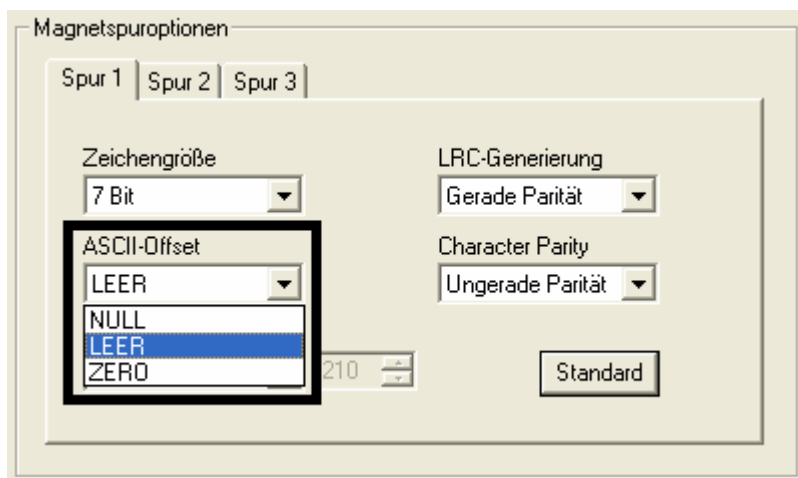 Magnetspuroptionen
Spur 1 Spur 2 Spur 3
Zeichengröße LRC-Generierung
7 Bit Gerade Parität
ASCII-Offset Character Parity
LEER Ungerade Parität
NULL
LEER
ZERO 210 Standard